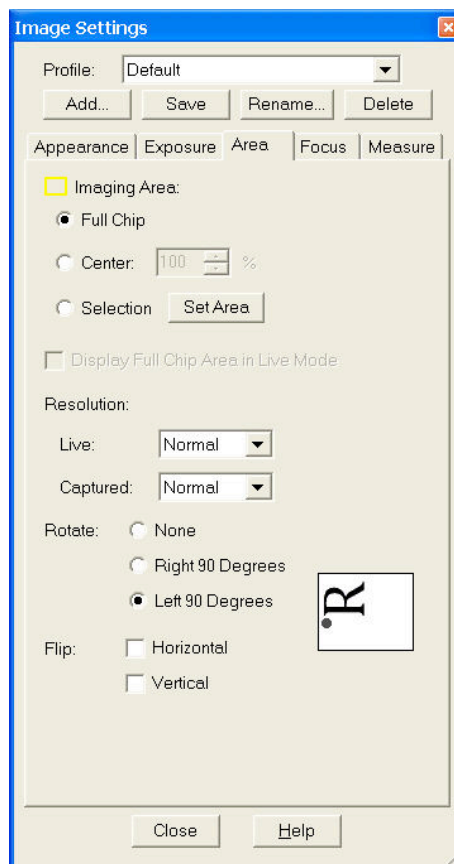 Image Settings
Profile: Default
Add... Save Rename... Delete
Appearance Exposure Area Focus Measure
Imaging Area:
Full Chip
Center: 100 %
Selection Set Area
Display Full Chip Area in Live Mode
Resolution:
Live: Normal
Captured: Normal
Rotate: None
Right 90 Degrees
Left 90 Degrees
R
Flip: Horizontal
Vertical
Close Help